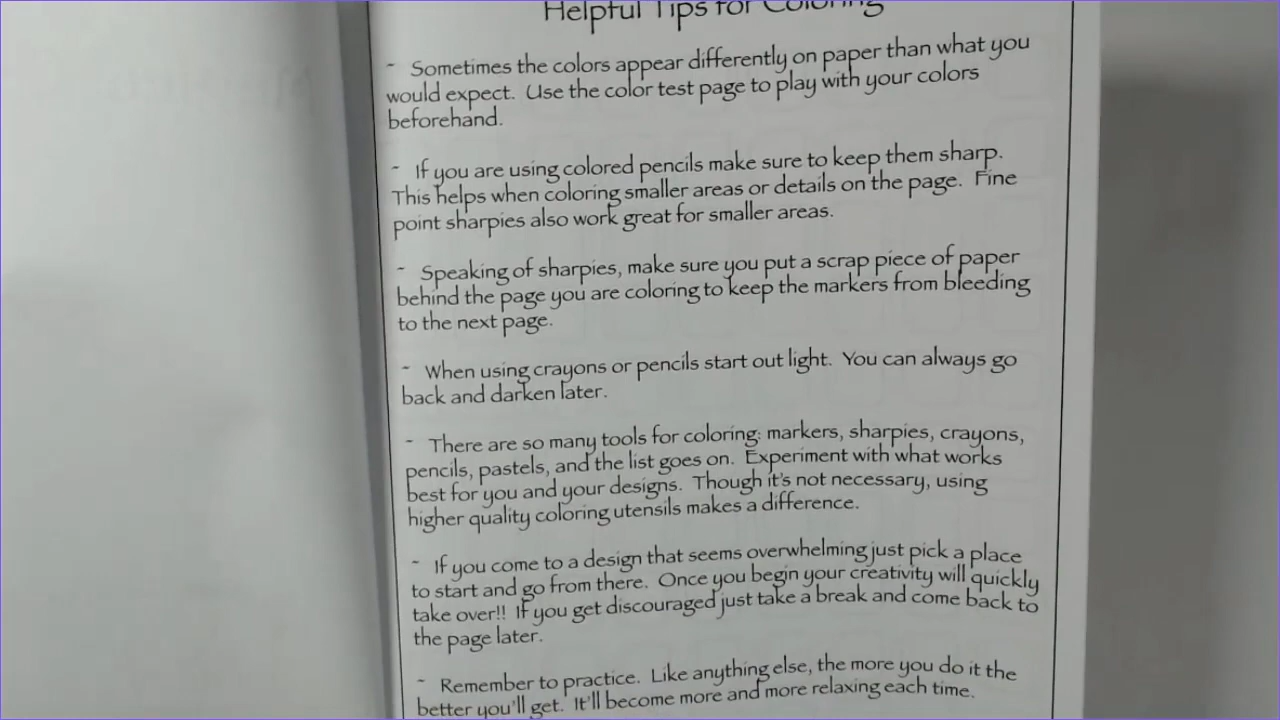 Helpful Tips for Coloring
~ Sometimes the colors appear differently on paper than what you
would expect. Use the color test page to play with your colors
beforehand.
~ If you are using colored pencils make sure to keep them sharp.
This helps when coloring smaller areas or details on the page. Fine
point sharpies also work great for smaller areas.
~ Speaking of sharpies, make sure you put a scrap piece of paper
behind the page you are coloring to keep the markers from bleeding
to the next page.
~ When using crayons or pencils start out light. You can always go
back and darken later.
~ There are so many tools for coloring: markers, sharpies, crayons,
pencils, pastels, and the list goes on. Experiment with what works
best for you and your designs. Though it's not necessary, using
higher quality coloring utensils makes a difference.
~ If you come to a design that seems overwhelming just pick a place
to start and go from there. Once you begin your creativity will quickly
take over!! If you get discouraged just take a break and come back to
the page later.
~ Remember to practice. Like anything else, the more you do it the
better you'll get. It'll become more and more relaxing each time.